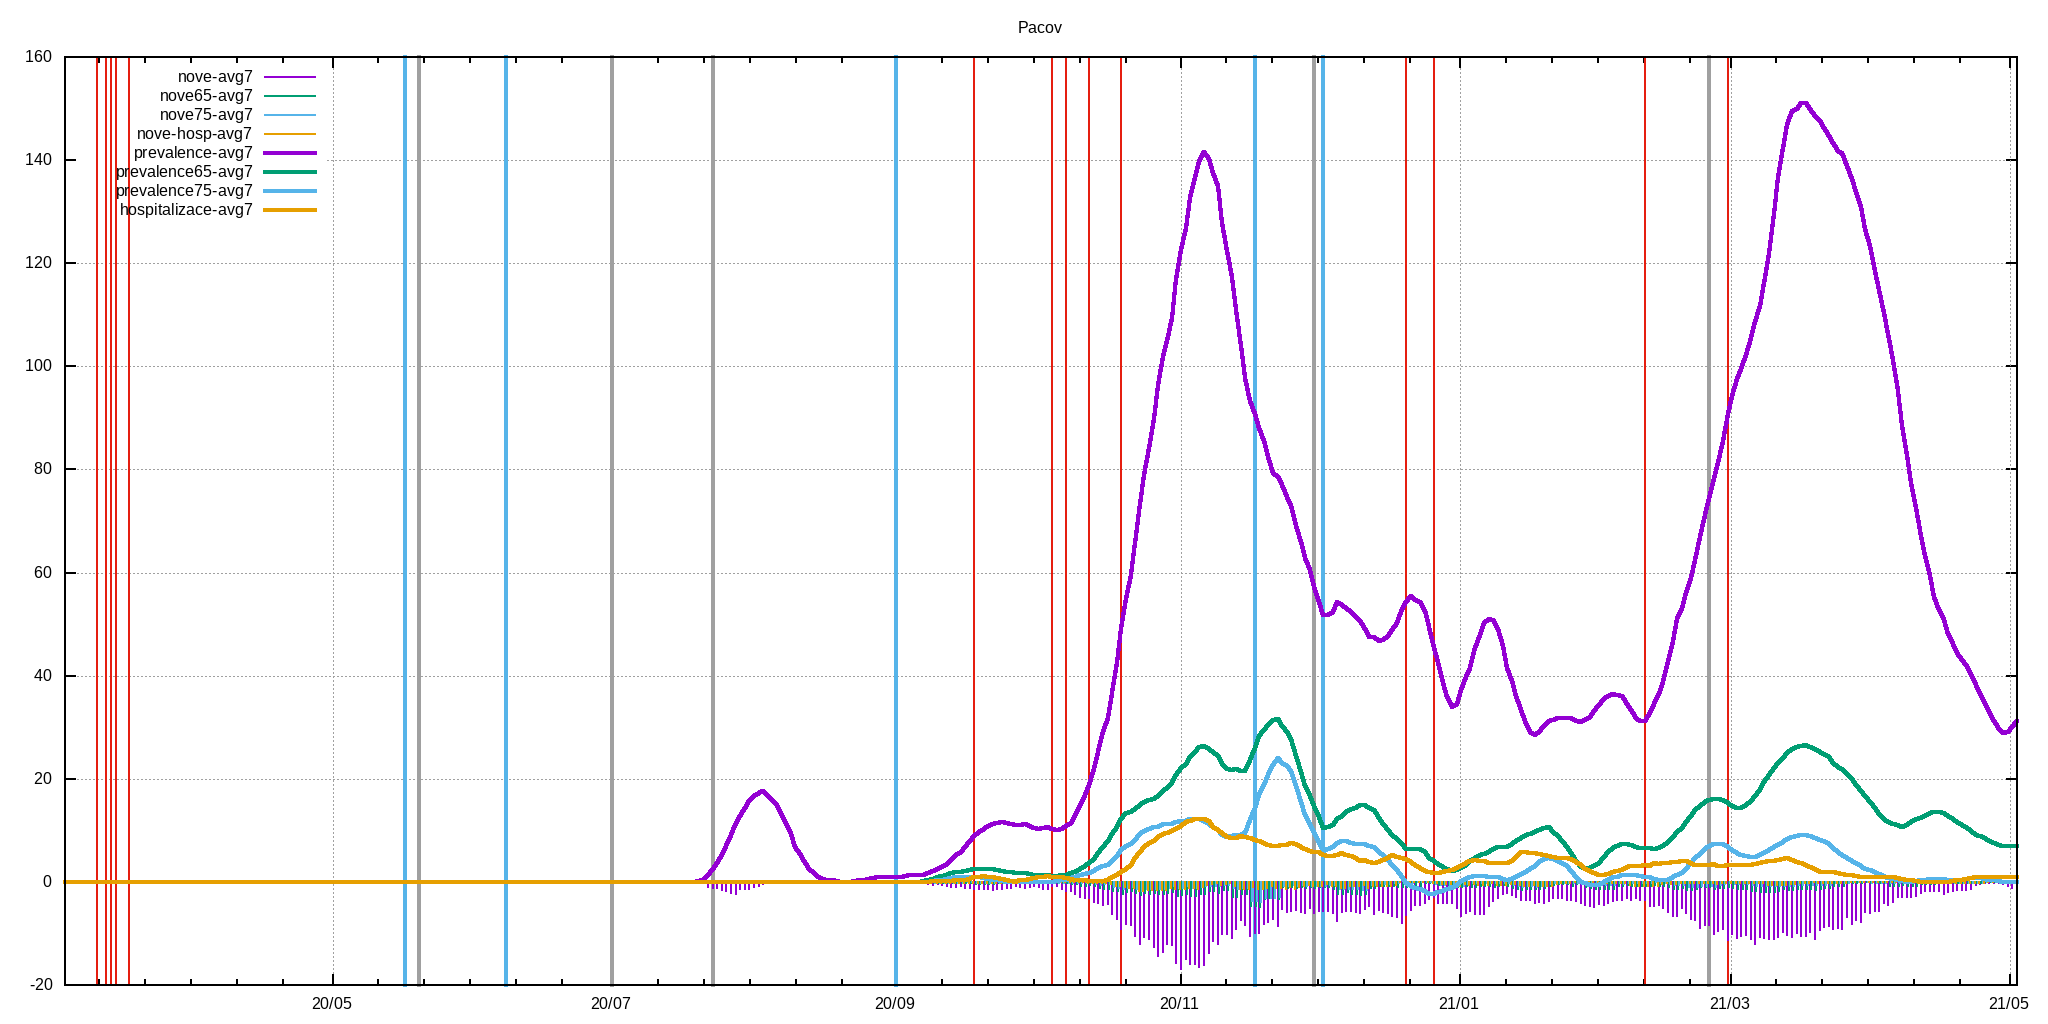 Pacov
160
140
120
100
80
60
40
20
0
-20
nove-avg7
nove65-avg7
nove75-avg7
nove-hosp-avg7
prevalence-avg7
prevalence65-avg7
prevalence75-avg7
hospitalizace-avg7
20/05
20/07
20/09
20/11
21/01
21/03
21/05